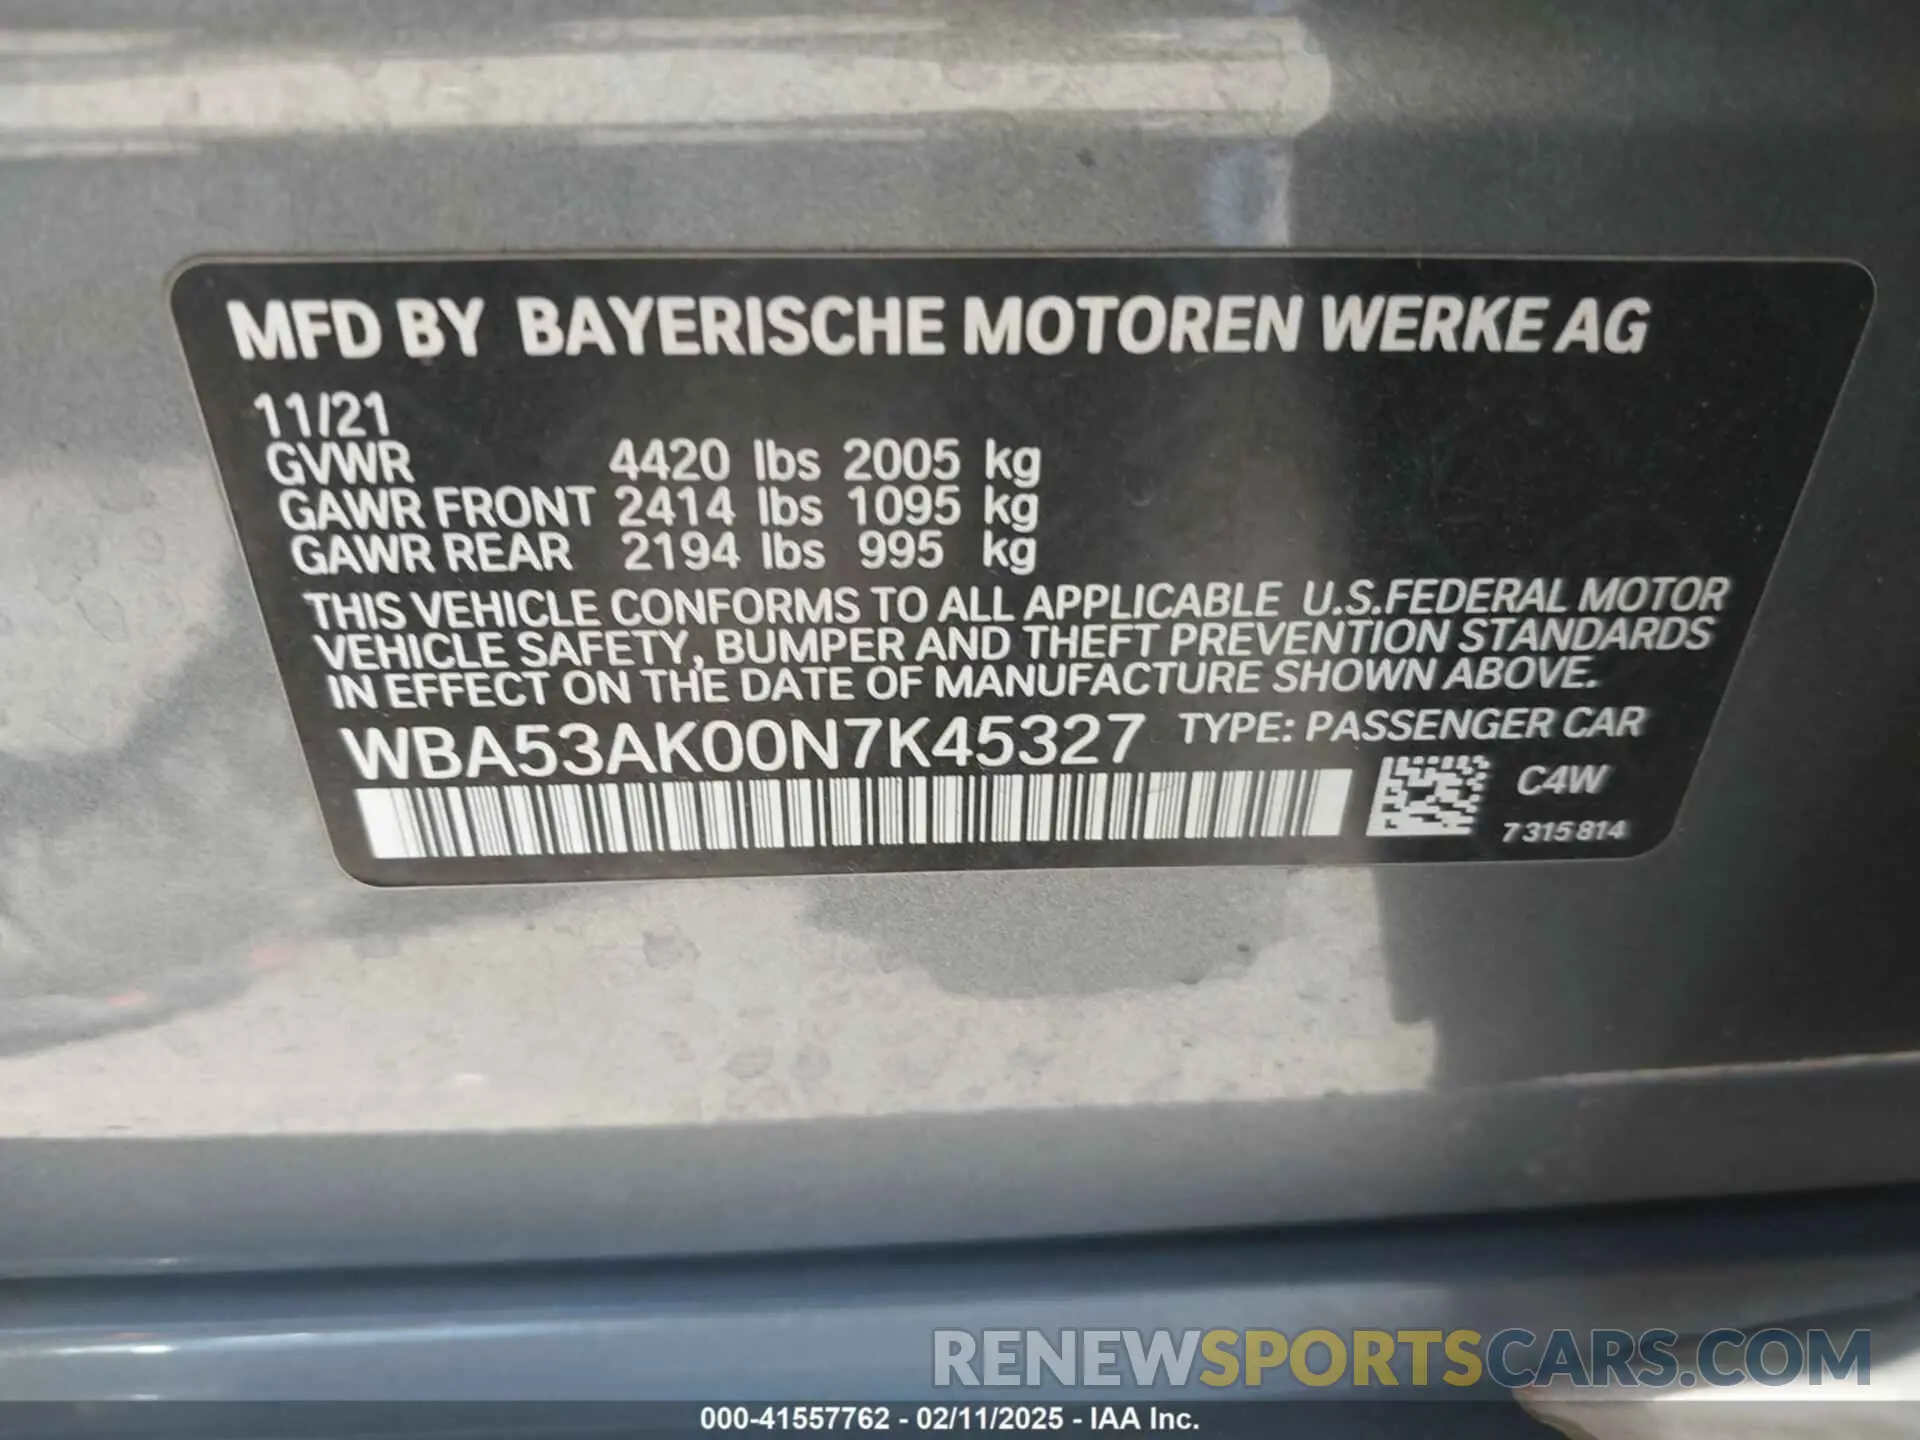 MFD BY BAYERISCHE MOTOREN WERKE AG
11/21
GVWR 4420 lbs 2005 kg
GAWR FRONT 2414 lbs 1095 kg
GAWR REAR 2194 lbs 995 kg
THIS VEHICLE CONFORMS TO ALL APPLICABLE U.S.FEDERAL MOTOR
VEHICLE SAFETY, BUMPER AND THEFT PREVENTION STANDARDS
IN EFFECT ON THE DATE OF MANUFACTURE SHOWN ABOVE.
WBA53AK00N7K45327 TYPE: PASSENGER CAR
C4W
7 315 814
RENEWSPORTSCARS.COM
000-41557762 - 02/11/2025 - IAA Inc.